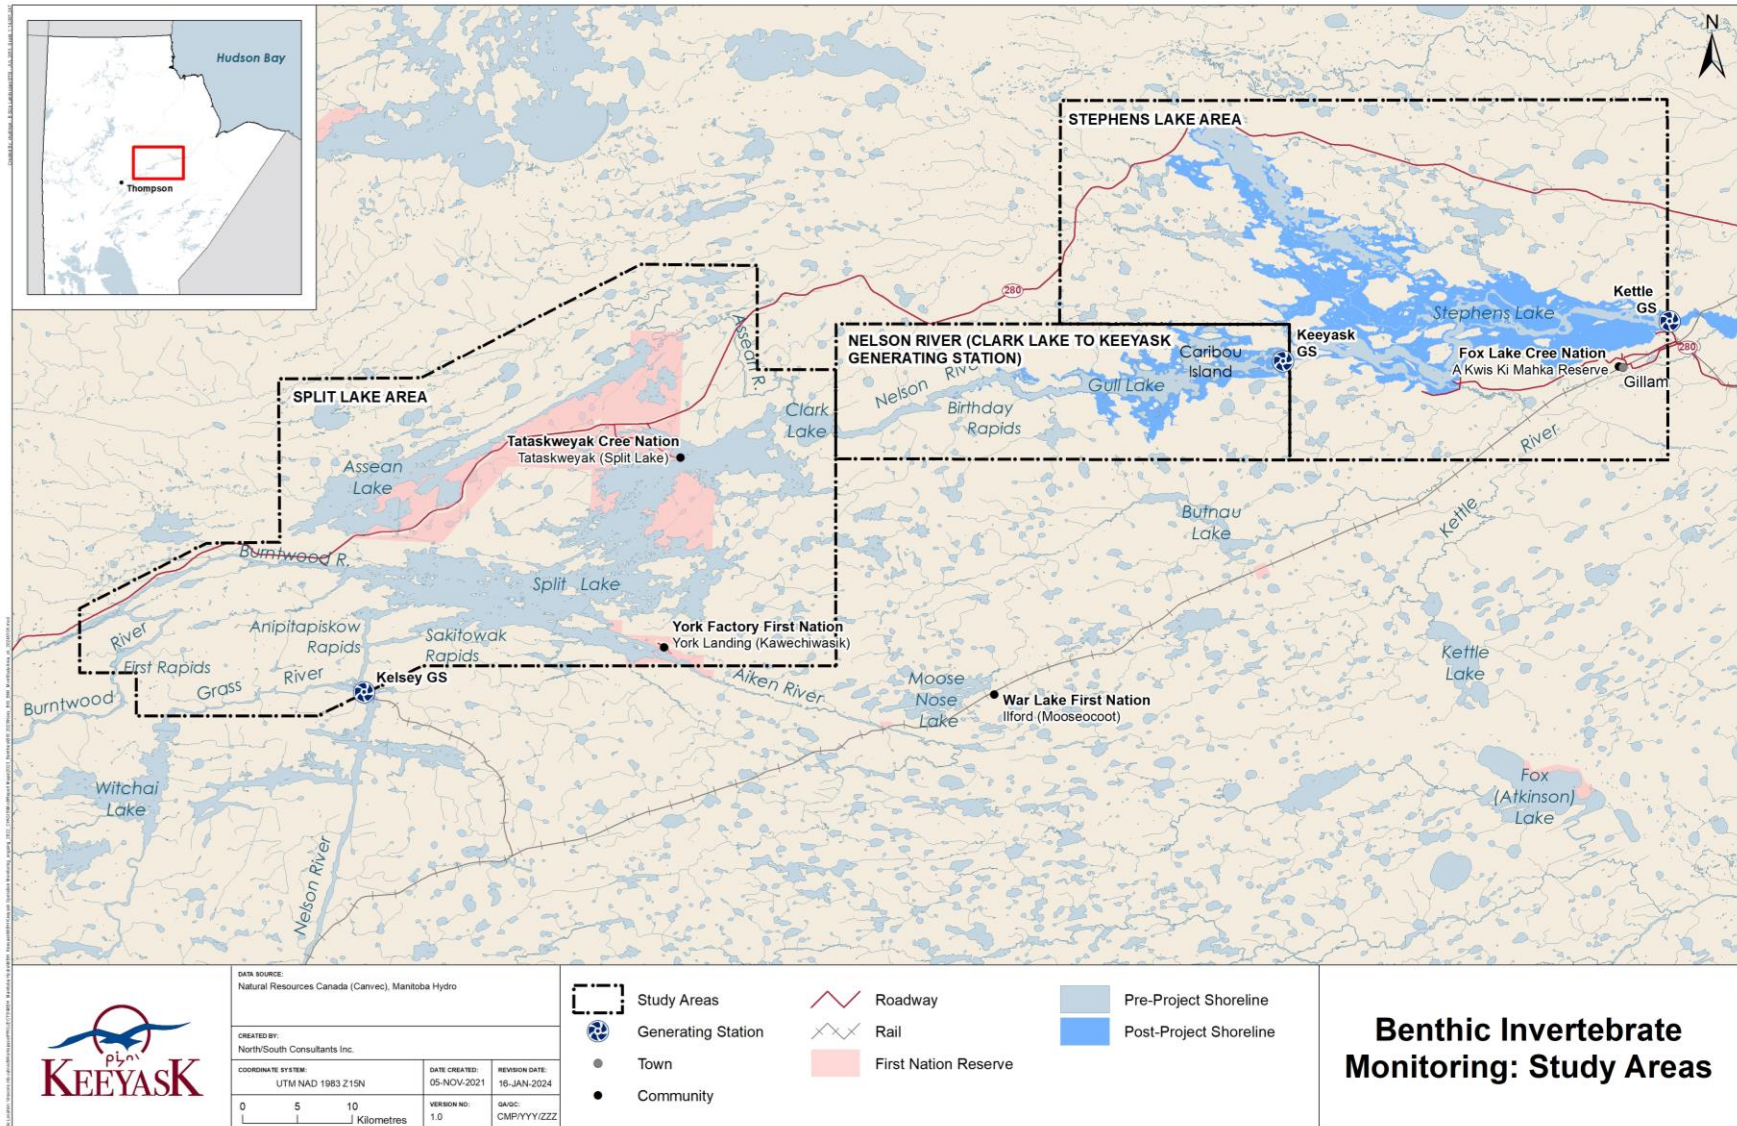 Hudson Bay
Thompson
N
STEPHENS LAKE AREA
280
Kettle
GS
Stephens Lake
NELSON RIVER (CLARK LAKE TO KEEYASK
GENERATING STATION)
Keeyask
GS
Caribou
Island
Fox Lake Cree Nation
A Kwis Ki Mahka Reserve
280
Gillam
Assean R.
Nelson River
Gull Lake
Birthday
Rapids
SPLIT LAKE AREA
Clark
Lake
Tataskweyak Cree Nation
Tataskweyak (Split Lake)
Assean
Lake
Kettle River
Butnau
Lake
Burntwood R.
Split Lake
York Factory First Nation
York Landing (Kawechiwasik)
Anipitapiskow
Rapids
Sakitowak
Rapids
First Rapids
Burntwood River
Grass River
Kelsey GS
Aiken River
Moose
Nose
Lake
War Lake First Nation
Ilford (Mooseocoot)
Kettle
Lake
Witchai
Lake
Nelson River
Fox
(Atkinson)
Lake
KEEYASK
DATA SOURCE:
Natural Resources Canada (Canvec), Manitoba Hydro
CREATED BY:
North/South Consultants Inc.
COORDINATE SYSTEM:
UTM NAD 1983 Z15N
DATE CREATED:
05-NOV-2021
REVISION DATE:
16-JAN-2024
0 5 10
Kilometres
VERSION NO:
1.0
QA/QC:
CMP/YYY/ZZZ
Study Areas
Generating Station
Town
Community
Roadway
Rail
First Nation Reserve
Pre-Project Shoreline
Post-Project Shoreline
Benthic Invertebrate
Monitoring: Study Areas